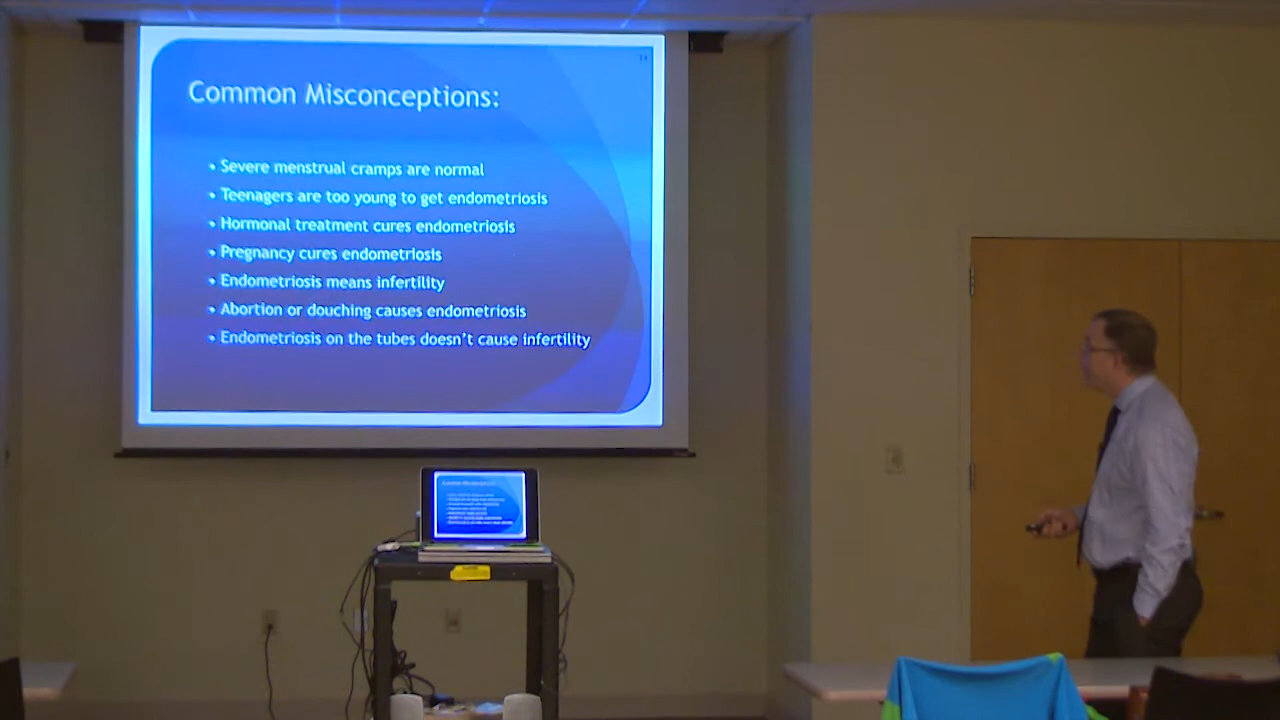 14
Common Misconceptions:
• Severe menstrual cramps are normal
• Teenagers are too young to get endometriosis
• Hormonal treatment cures endometriosis
• Pregnancy cures endometriosis
• Endometriosis means infertility
• Abortion or douching causes endometriosis
• Endometriosis on the tubes doesn't cause infertility